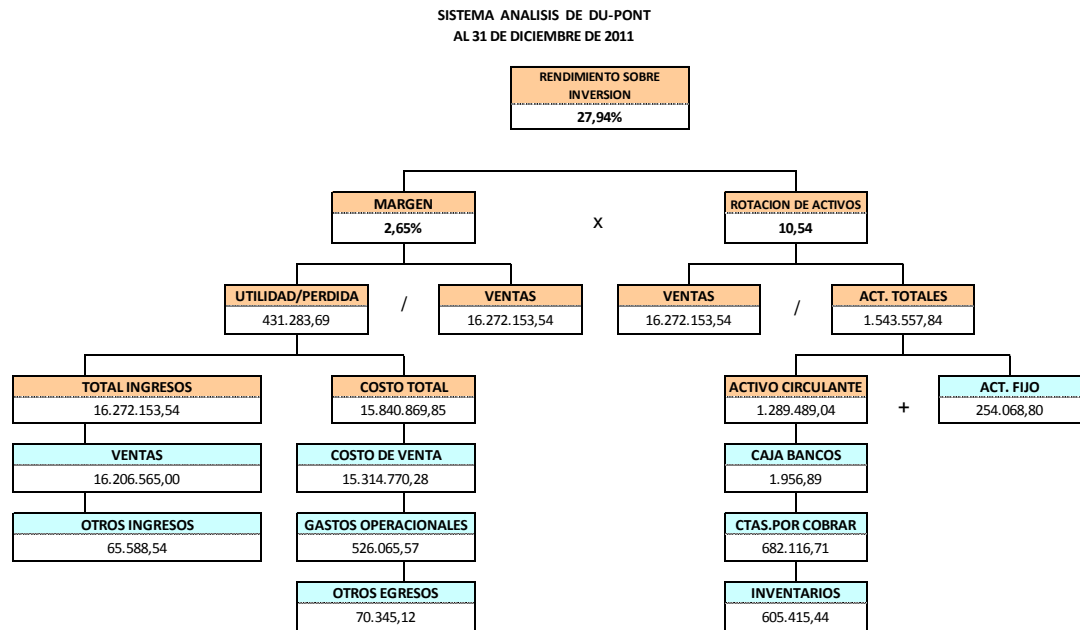 SISTEMA ANALISIS DE DU-PONT
AL 31 DE DICIEMBRE DE 2011
RENDIMIENTO SOBRE
INVERSION
27,94%
MARGEN
2,65%
X
ROTACION DE ACTIVOS
10,54
UTILIDAD/PERDIDA
431.283,69
/
VENTAS
16.272.153,54
VENTAS
16.272.153,54
/
ACT. TOTALES
1.543.557,84
TOTAL INGRESOS
16.272.153,54
COSTO TOTAL
15.840.869,85
ACTIVO CIRCULANTE
1.289.489,04
+
ACT. FIJO
254.068,80
VENTAS
16.206.565,00
COSTO DE VENTA
15.314.770,28
CAJA BANCOS
1.956,89
OTROS INGRESOS
65.588,54
GASTOS OPERACIONALES
526.065,57
CTAS.POR COBRAR
682.116,71
OTROS EGRESOS
70.345,12
INVENTARIOS
605.415,44